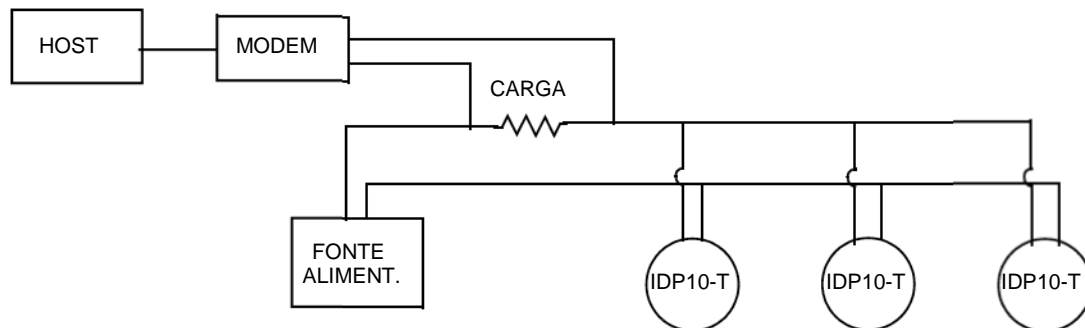 HOST
MODEM
CARGA
FONTE
ALIMENT.
IDP10-T
IDP10-T
IDP10-T